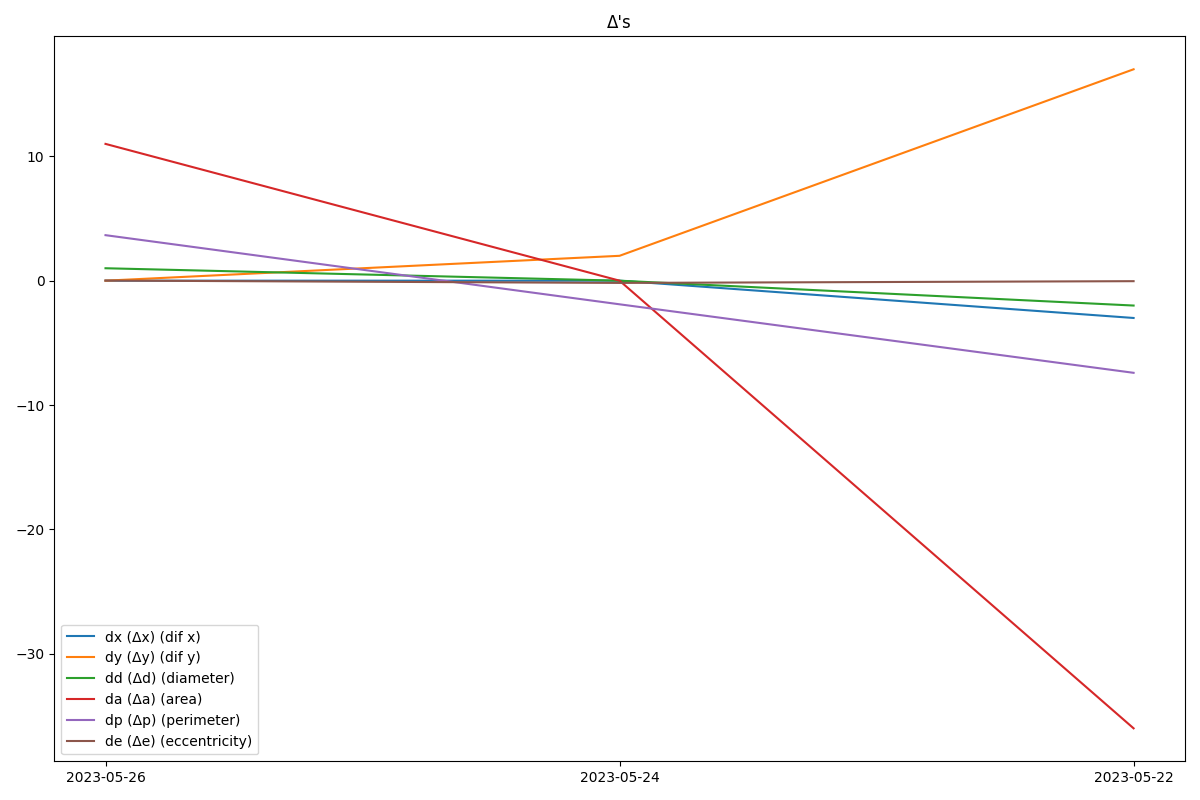 Δ's
10
0
−10
−20
−30
dx (Δx) (dif x)
dy (Δy) (dif y)
dd (Δd) (diameter)
da (Δa) (area)
dp (Δp) (perimeter)
de (Δe) (eccentricity)
2023-05-26 2023-05-24 2023-05-22